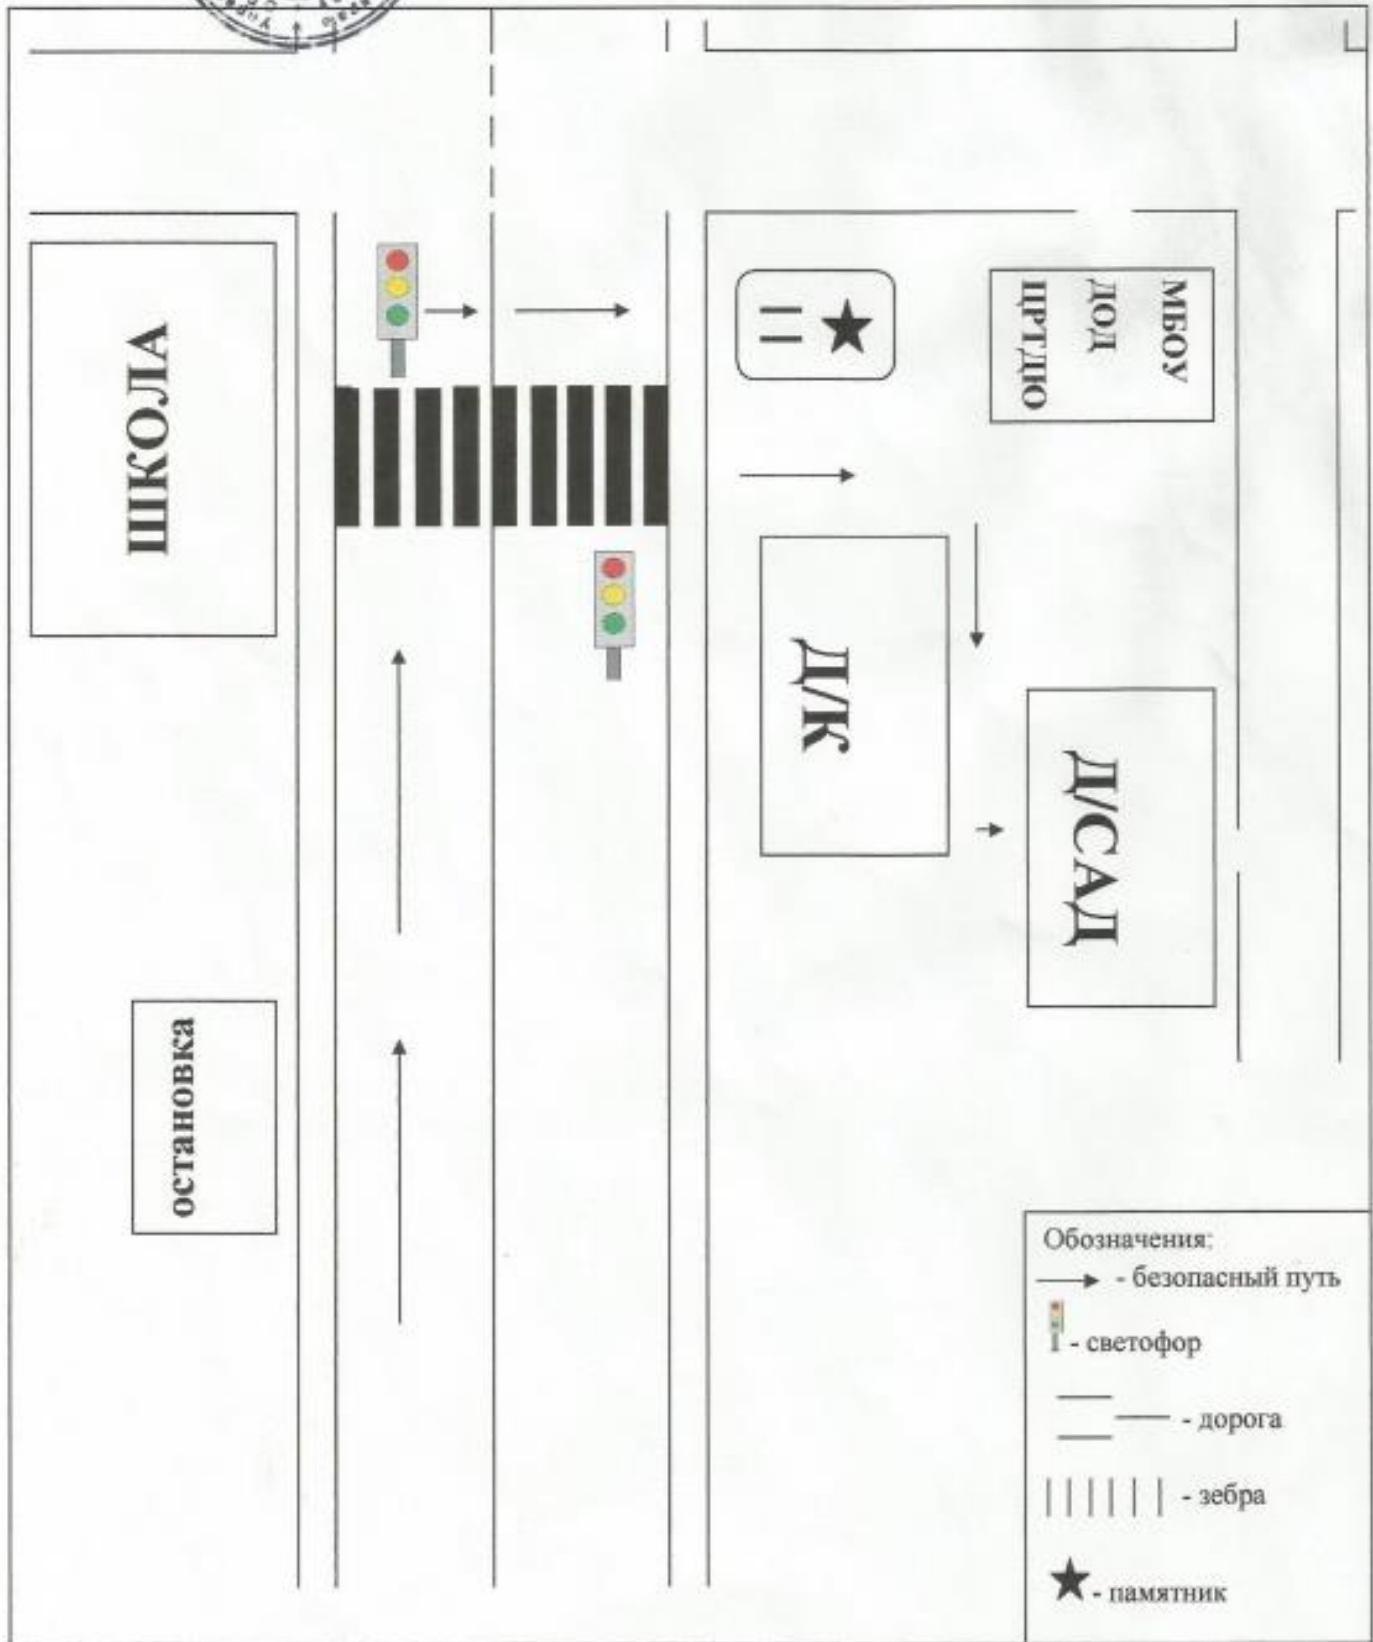 ШКОЛА
остановка
МБОУ
ДОД
ЦРТДЮ
Д/К
Д/САД
Обозначения:
- безопасный путь
- светофор
- дорога
- зебра
- памятник